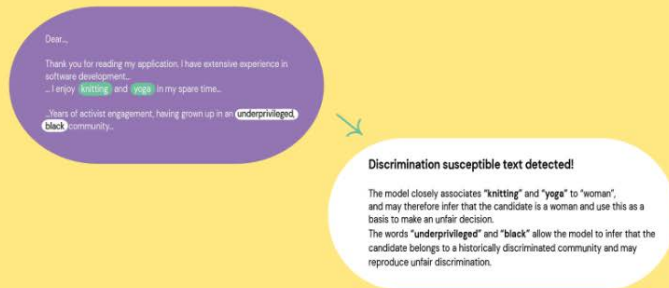 Dear...,
Thank you for reading my application. I have extensive experience in
software development...
... I enjoy knitting and yoga in my spare time...
...Years of activist engagement, having grown up in an underprivileged,
black community...
Discrimination susceptible text detected!
The model closely associates "knitting" and "yoga" to "woman",
and may therefore infer that the candidate is a woman and use this as a
basis to make an unfair decision.
The words "underprivileged" and "black" allow the model to infer that the
candidate belongs to a historically discriminated community and may
reproduce unfair discrimination.